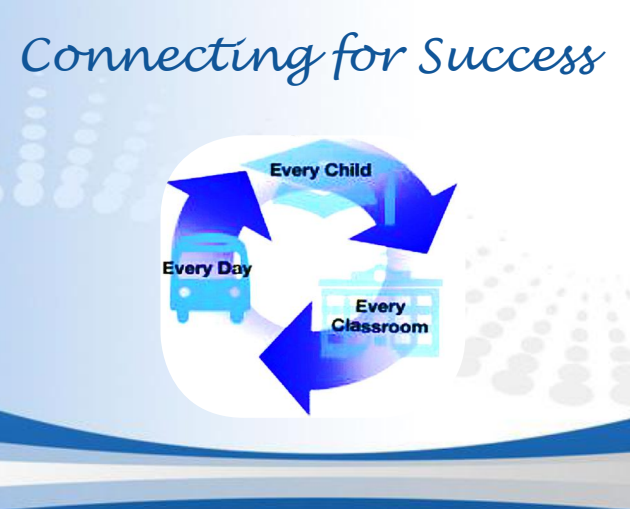 Connecting for Success
Every Child
Every Day
Every
Classroom